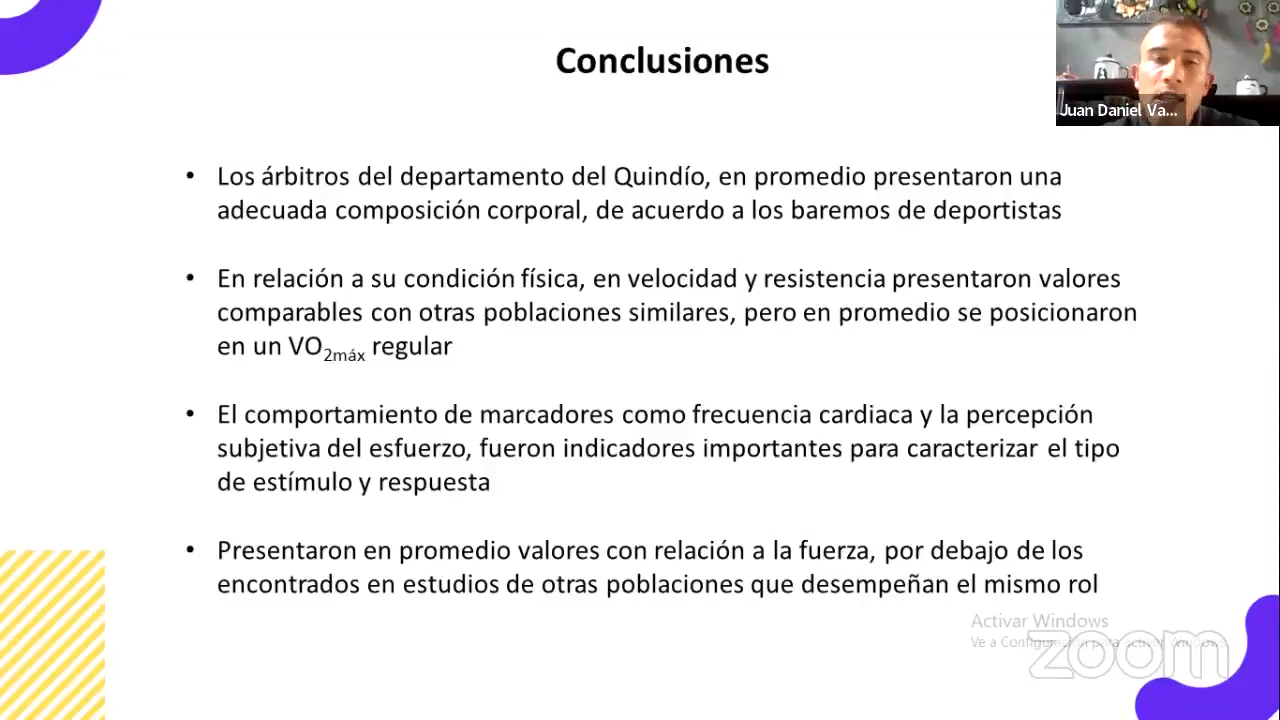 Conclusiones
Juan Daniel Va...
• Los árbitros del departamento del Quindío, en promedio presentaron una
adecuada composición corporal, de acuerdo a los baremos de deportistas
• En relación a su condición física, en velocidad y resistencia presentaron valores
comparables con otras poblaciones similares, pero en promedio se posicionaron
en un VO2máx regular
• El comportamiento de marcadores como frecuencia cardiaca y la percepción
subjetiva del esfuerzo, fueron indicadores importantes para caracterizar el tipo
de estímulo y respuesta
• Presentaron en promedio valores con relación a la fuerza, por debajo de los
encontrados en estudios de otras poblaciones que desempeñan el mismo rol
Activar Windows
Ve a Configuración para activar Windows.
zoom